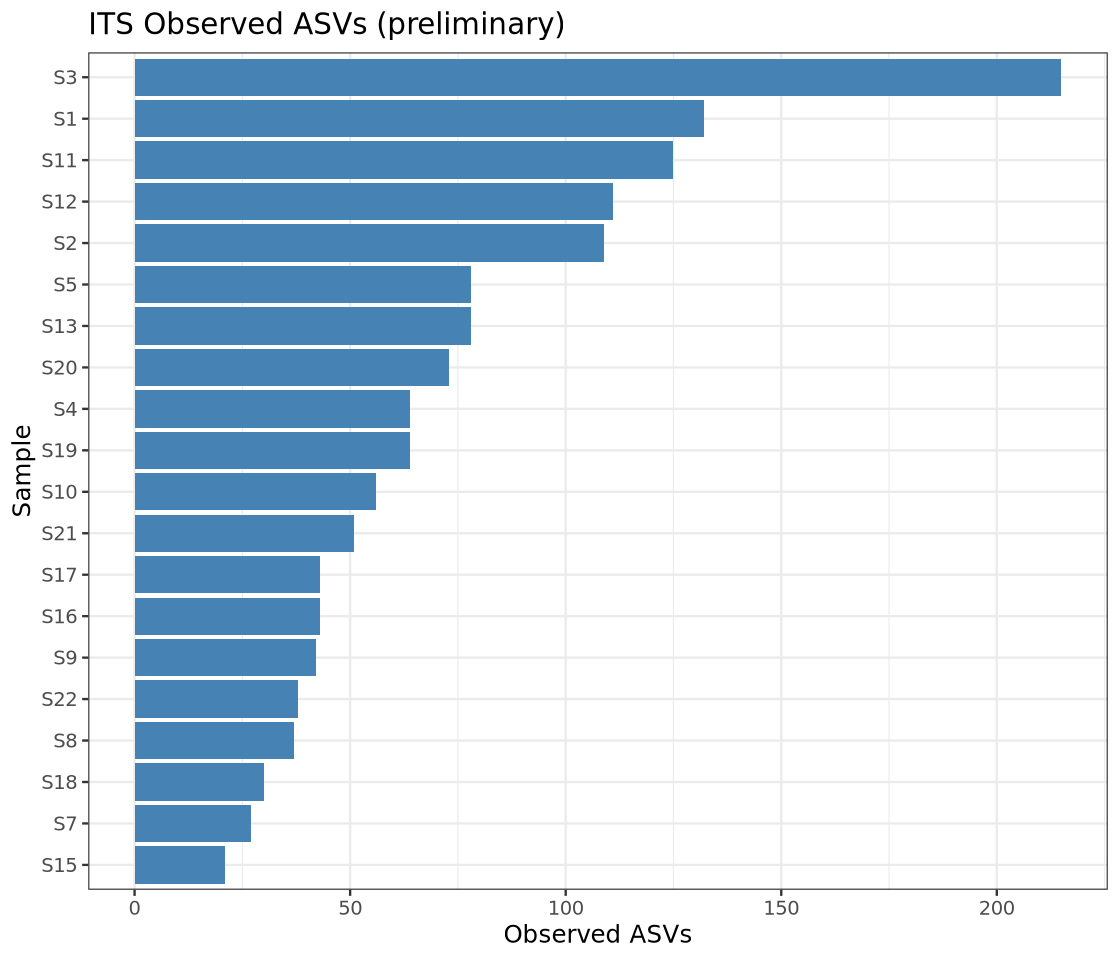 ITS Observed ASVs (preliminary)
Sample
S3
S1
S11
S12
S2
S5
S13
S20
S4
S19
S10
S21
S17
S16
S9
S22
S8
S18
S7
S15
0 50 100 150 200
Observed ASVs